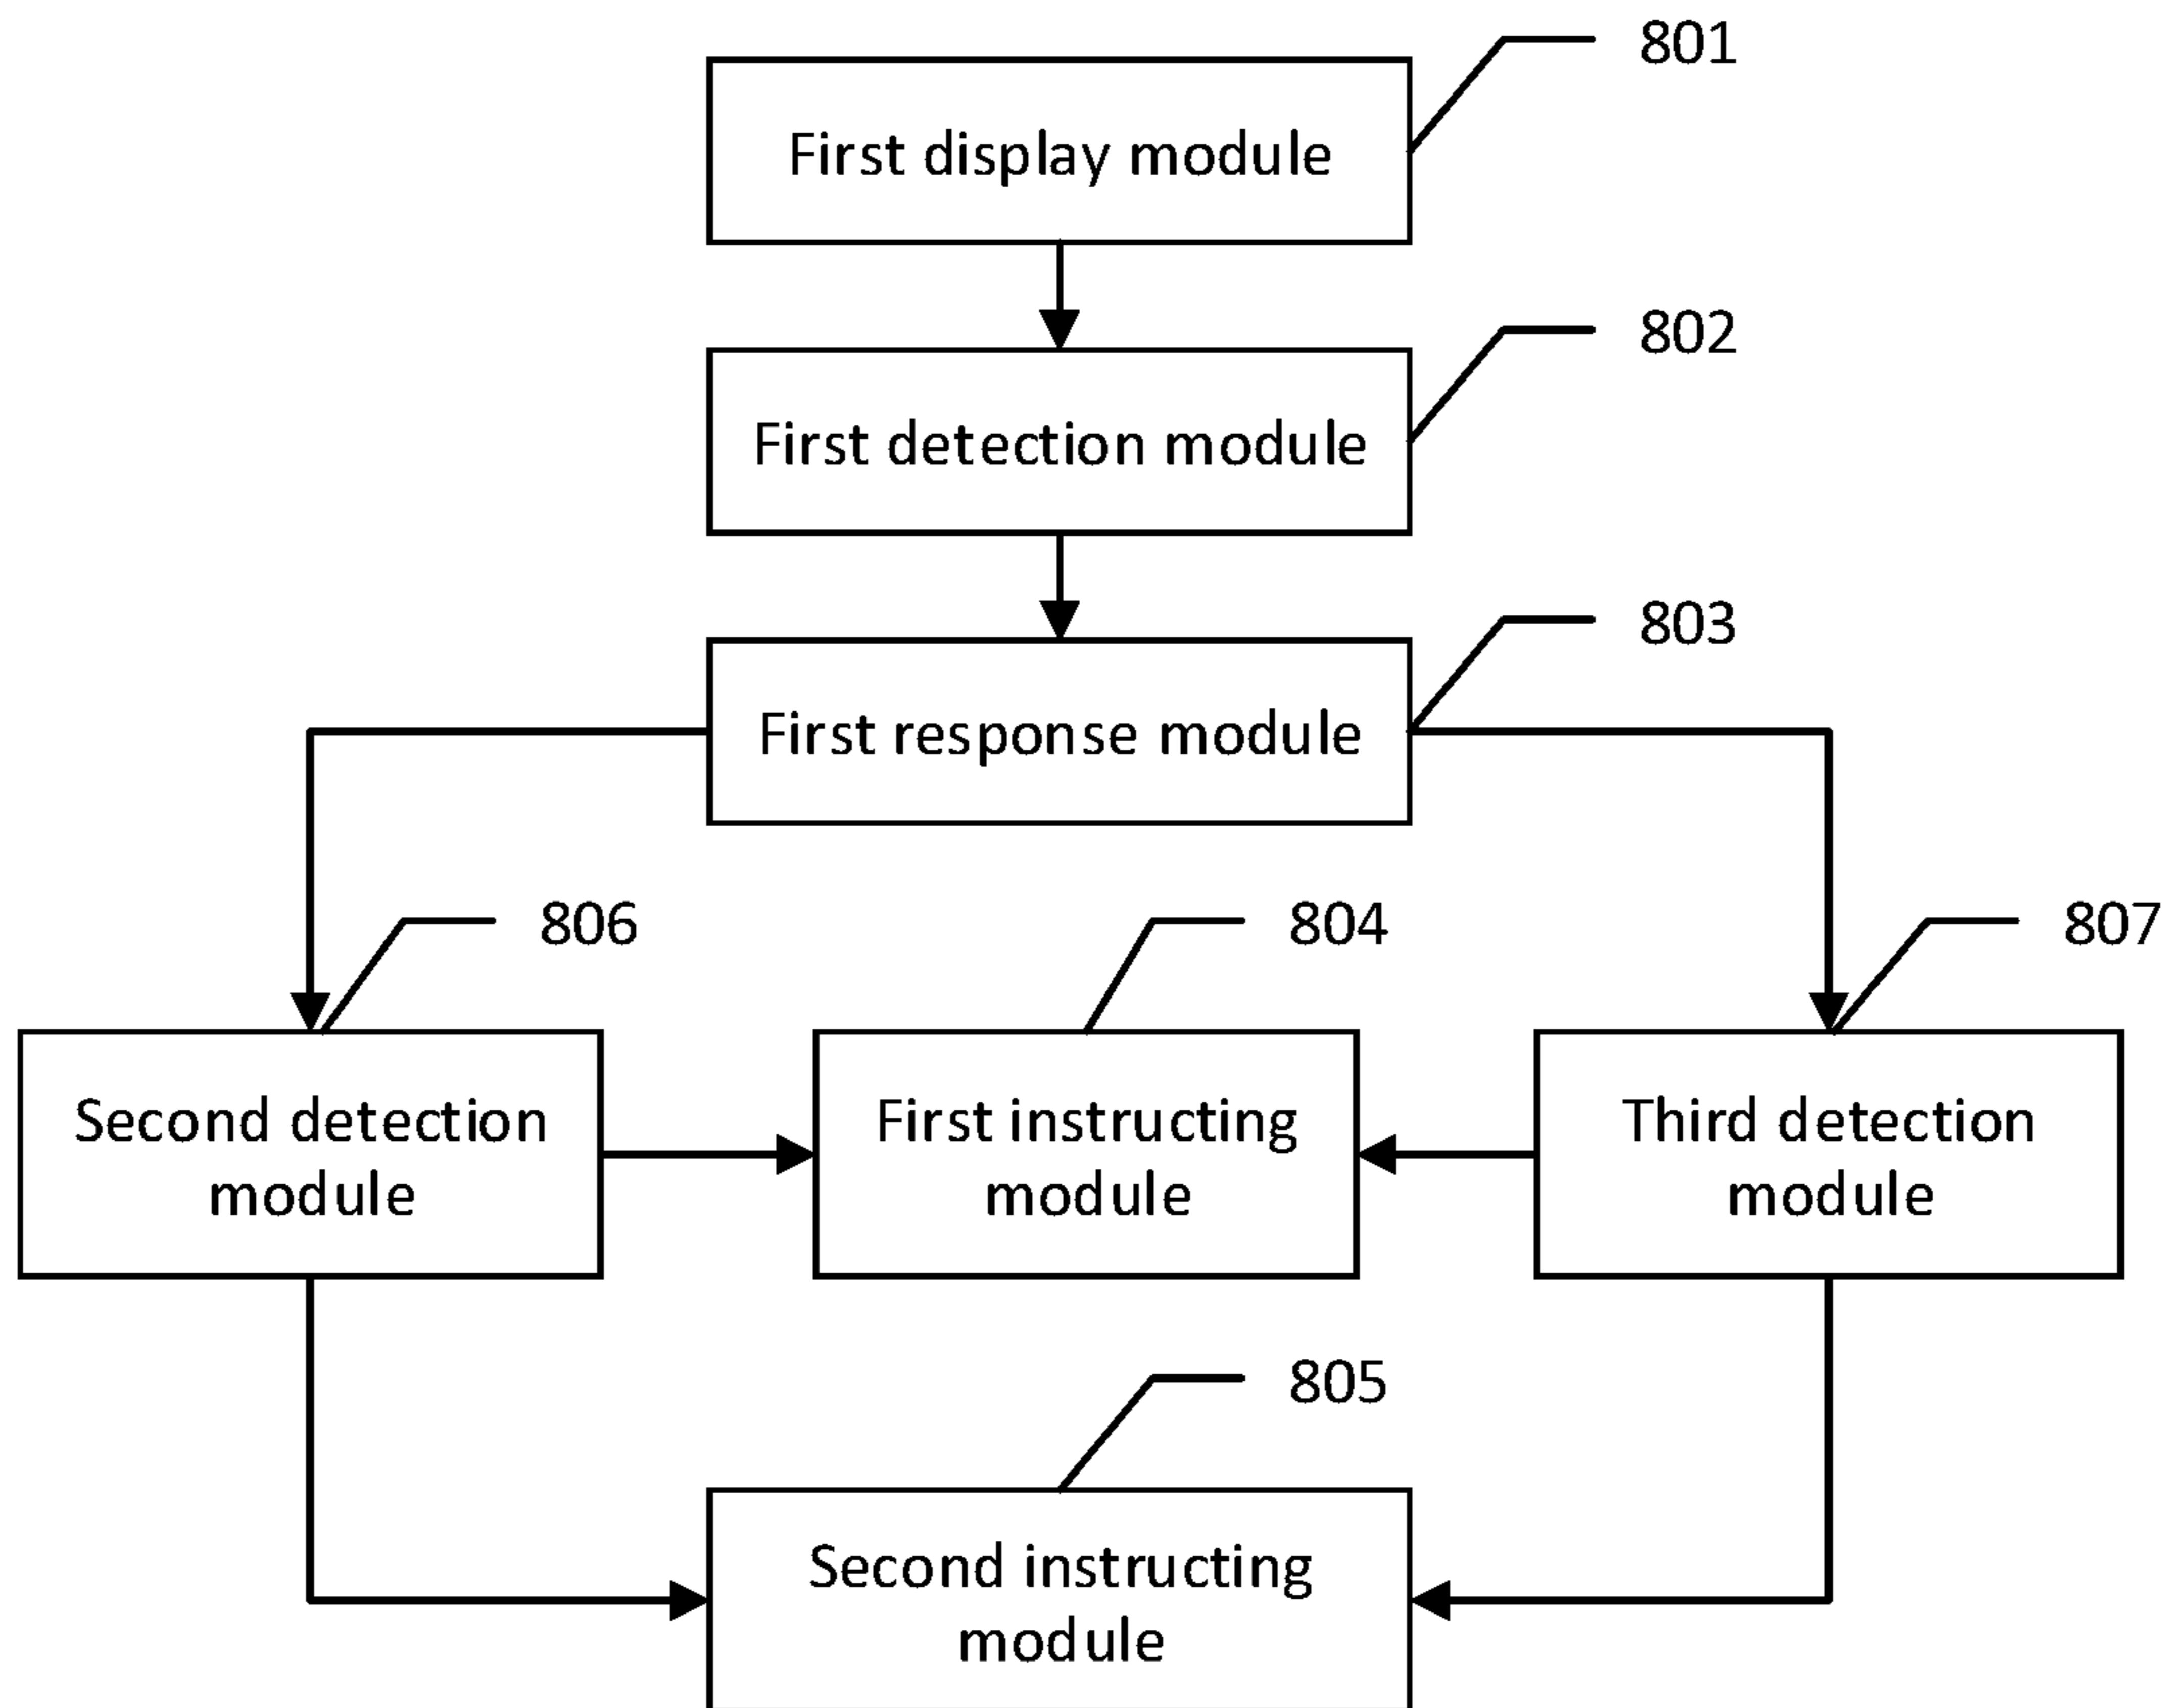 801
First display module
802
First detection module
803
First response module
806
804
807
Second detection
module
First instructing
module
Third detection
module
805
Second instructing
module